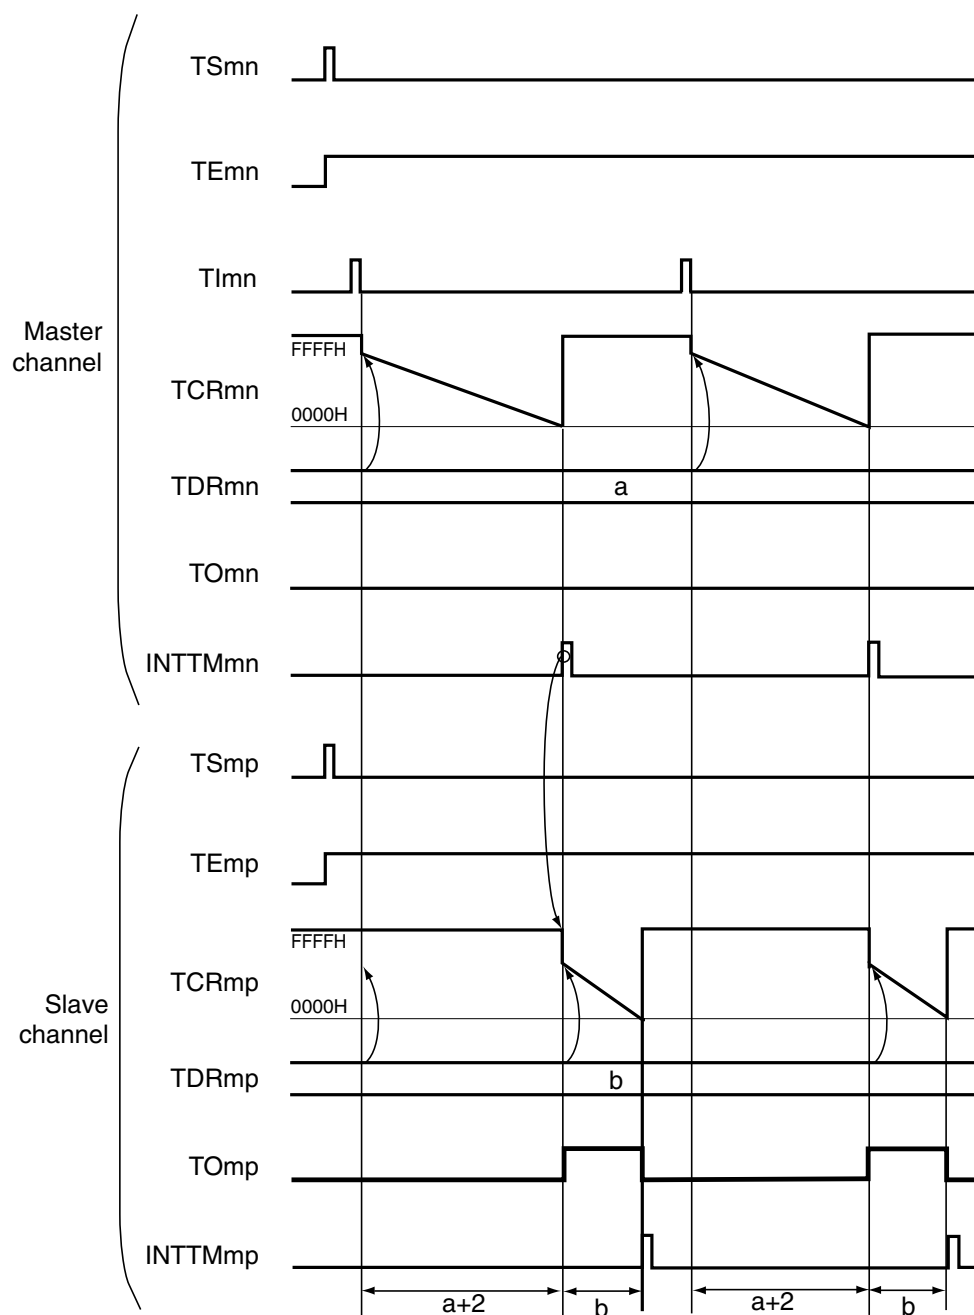 TSmn
TEmn
TImn
Master
channel
FFFFH
TCRmn
0000H
TDRmn
a
TOmn
INTTMmn
TSmp
TEmp
FFFFH
TCRmp
0000H
Slave
channel
TDRmp
b
TOmp
INTTMmp
a+2
b
a+2
b